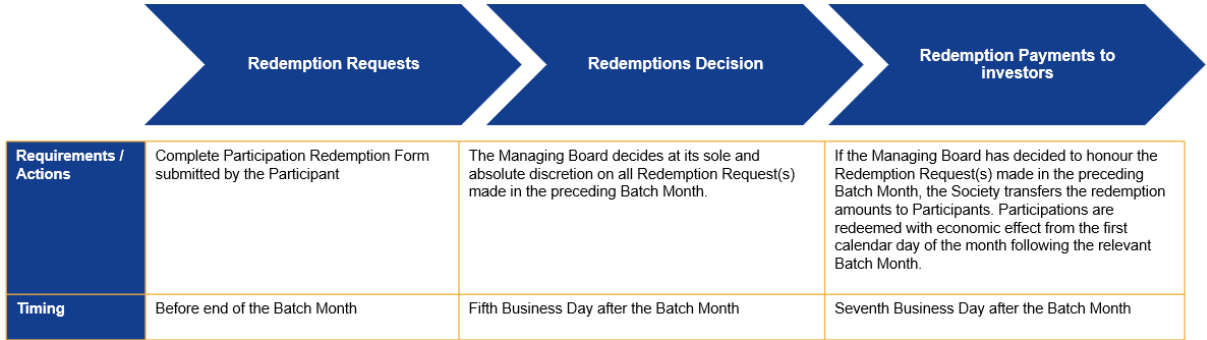 Redemption Requests
Redemptions Decision
Redemption Payments to
investors
Requirements /
Actions
Complete Participation Redemption Form
submitted by the Participant
The Managing Board decides at its sole and
absolute discretion on all Redemption Request(s)
made in the preceding Batch Month.
If the Managing Board has decided to honour the
Redemption Request(s) made in the preceding
Batch Month, the Society transfers the redemption
amounts to Participants. Participations are
redeemed with economic effect from the first
calendar day of the month following the relevant
Batch Month.
Timing
Before end of the Batch Month
Fifth Business Day after the Batch Month
Seventh Business Day after the Batch Month